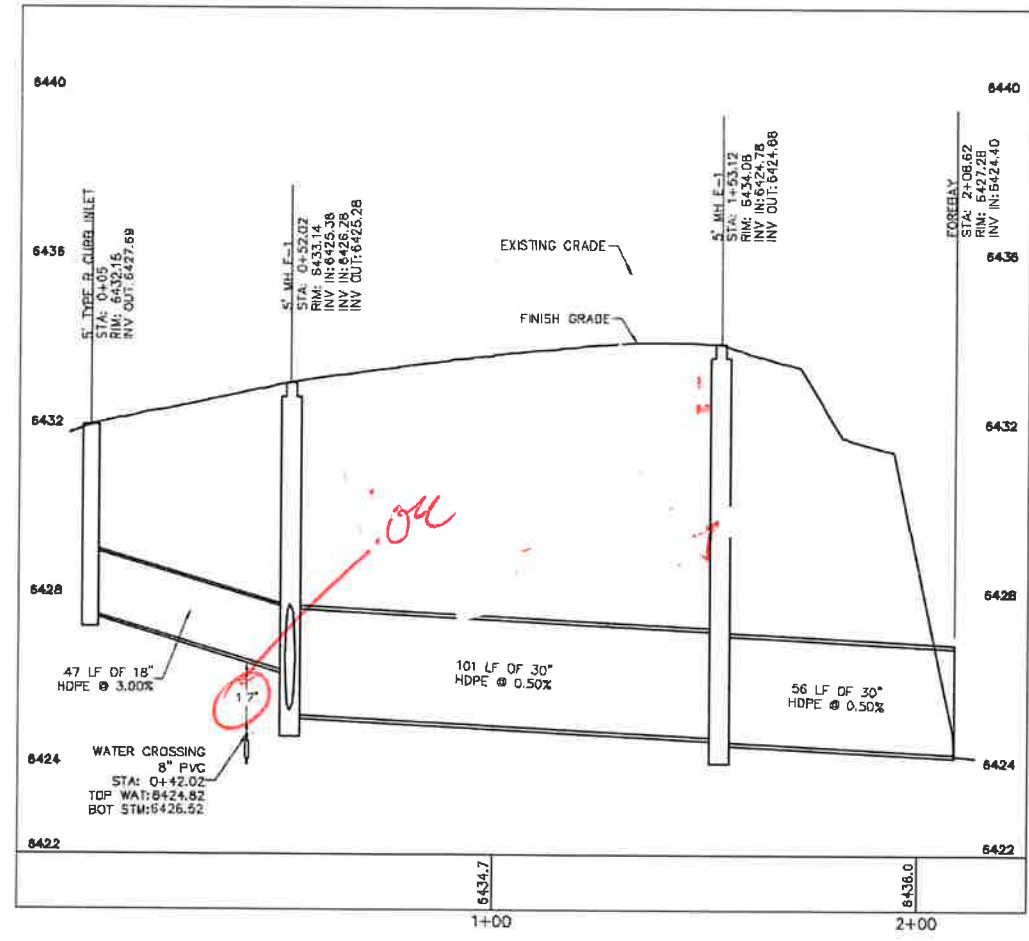 6440
6440
5' TYPE R CURB INLET
STA: 0+05
RIM: 6432.15
INV OUT:6427.69
5' MH E-1
STA: 0+52.02
RIM: 6433.14
INV IN:6425.38
INV IN:6426.28
INV OUT:6425.28
5' MH E-1
STA: 1+53.12
RIM: 6434.08
INV IN:6424.78
INV OUT:6424.68
FOREBAY
STA: 2+08.62
RIM: 6427.28
INV IN:6424.40
6436
6436
EXISTING GRADE
FINISH GRADE
6432
6432
6428
6428
47 LF OF 18"
HDPE @ 3.00%
1.7'
101 LF OF 30"
HDPE @ 0.50%
56 LF OF 30"
HDPE @ 0.50%
WATER CROSSING
8" PVC
STA: 0+42.02
TOP WAT:6424.82
BOT STM:6426.52
6424
6424
6422
6422
6434.7
6436.0
1+00
2+00